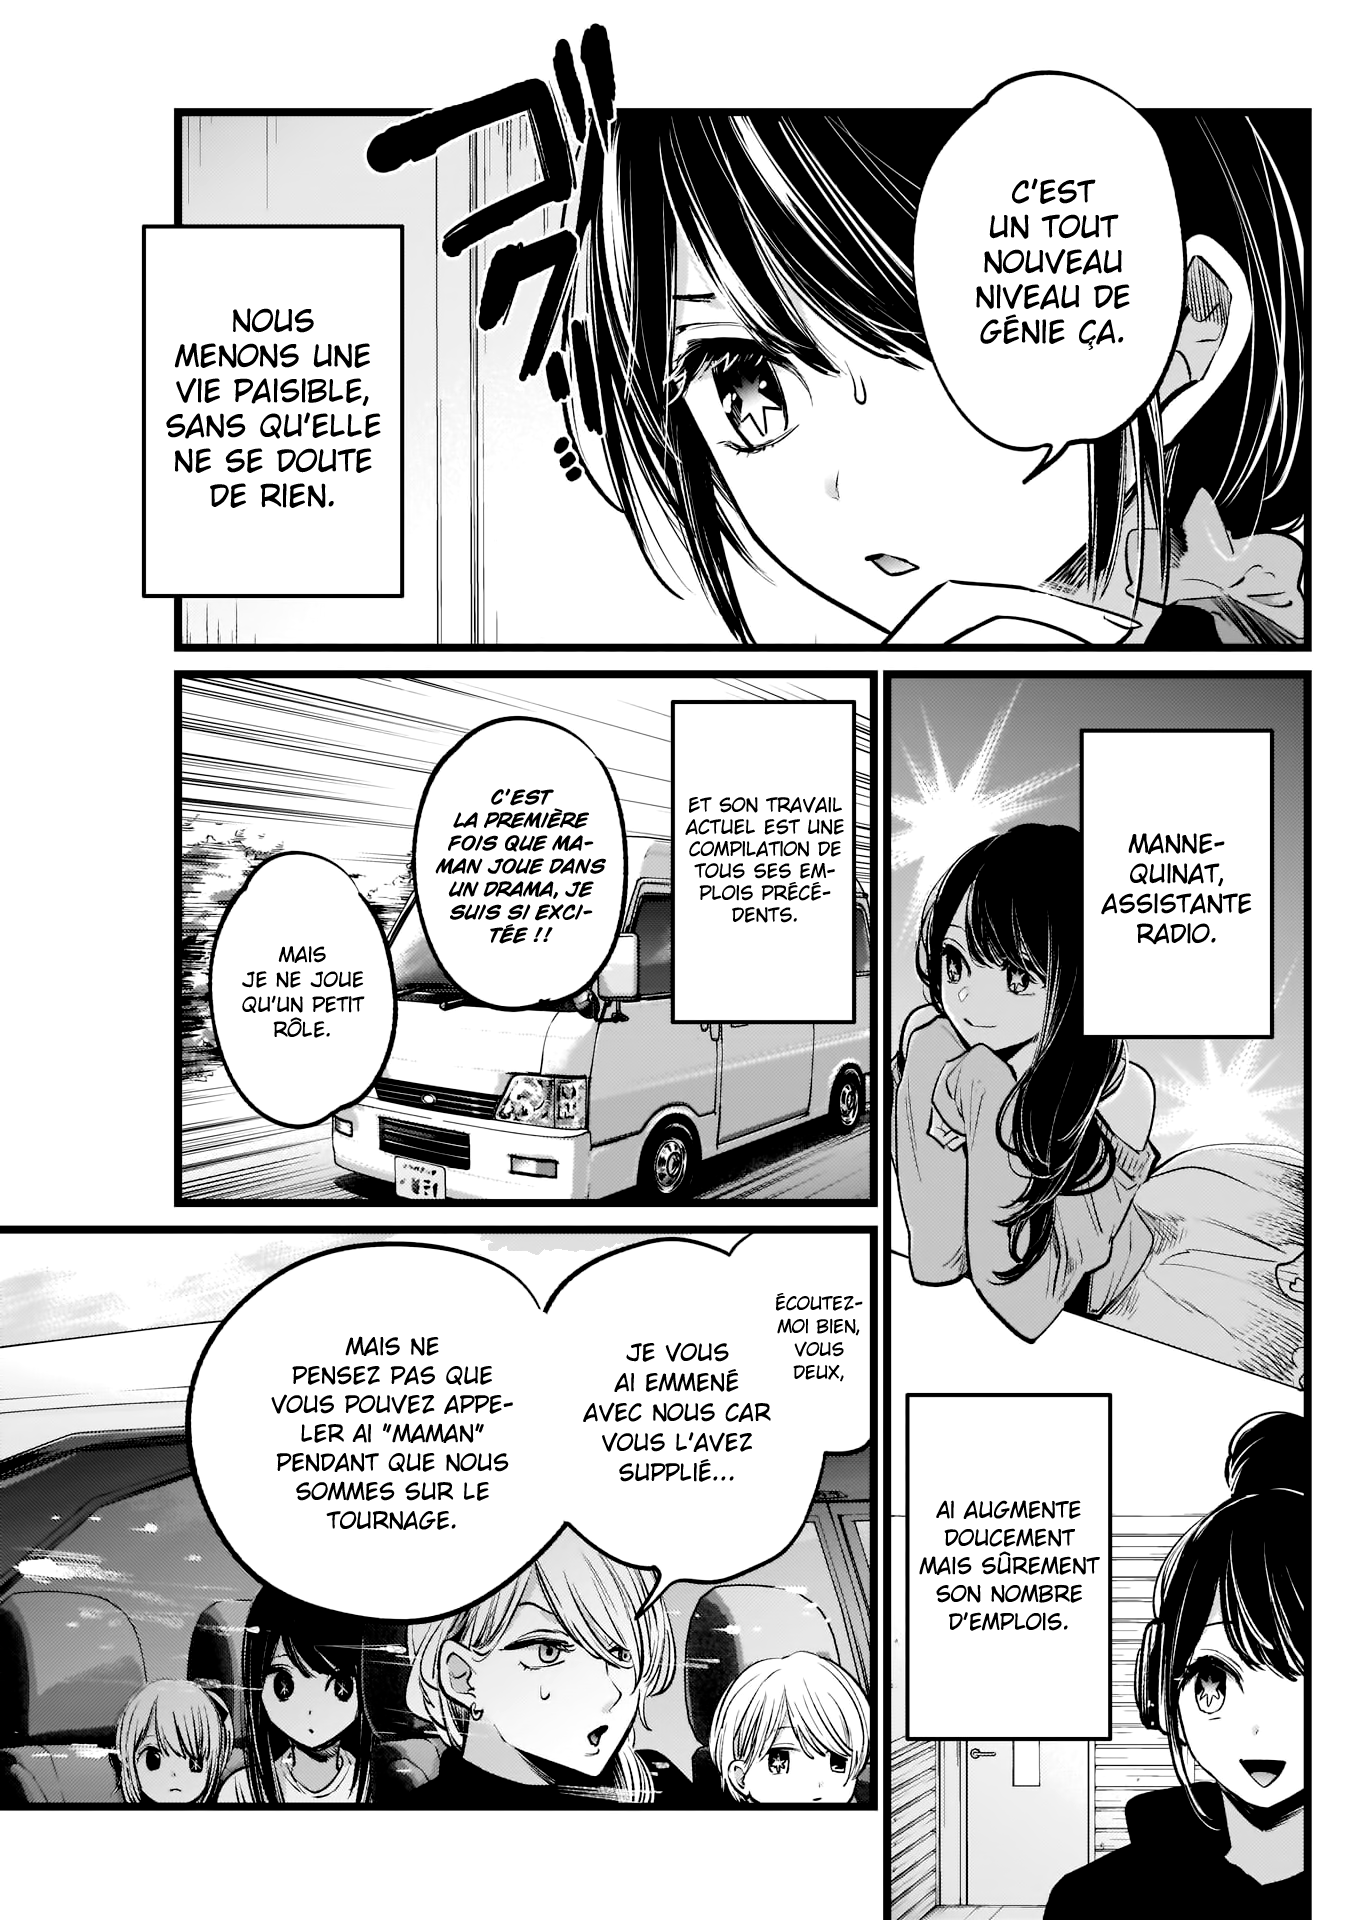 C'EST
UN TOUT
NOUVEAU
NIVEAU DE
GÉNIE ÇA.
ゴゴ
NOUS
MENONS UNE
VIE PAISIBLE,
SANS QU'ELLE
NE SE DOUTE
DE RIEN.
MANNE-
QUINAT,
ASSISTANTE
RADIO.
AI AUGMENTE
DOUCEMENT
MAIS SÛREMENT
SON NOMBRE
D'EMPLOIS.
ET SON TRAVAIL
ACTUEL EST UNE
COMPILATION DE
TOUS SES EM-
PLOIS PRÉCÉ-
DENTS.
C'EST
LA PREMIÈRE
FOIS QUE MA-
MAN JOUE DANS
UN DRAMA, JE
SUIS SI EXCI-
TÉE !!
MAIS
JE NE JOUE
QU'UN PETIT
RÔLE.
ÉCOUTEZ-
MOI BIEN,
VOUS
DEUX,
JE VOUS
AI EMMENÉ
AVEC NOUS CAR
VOUS L'AVEZ
SUPPLIÉ...
MAIS NE
PENSEZ PAS QUE
VOUS POUVEZ APPE-
LER AI "MAMAN"
PENDANT QUE NOUS
SOMMES SUR LE
TOURNAGE.